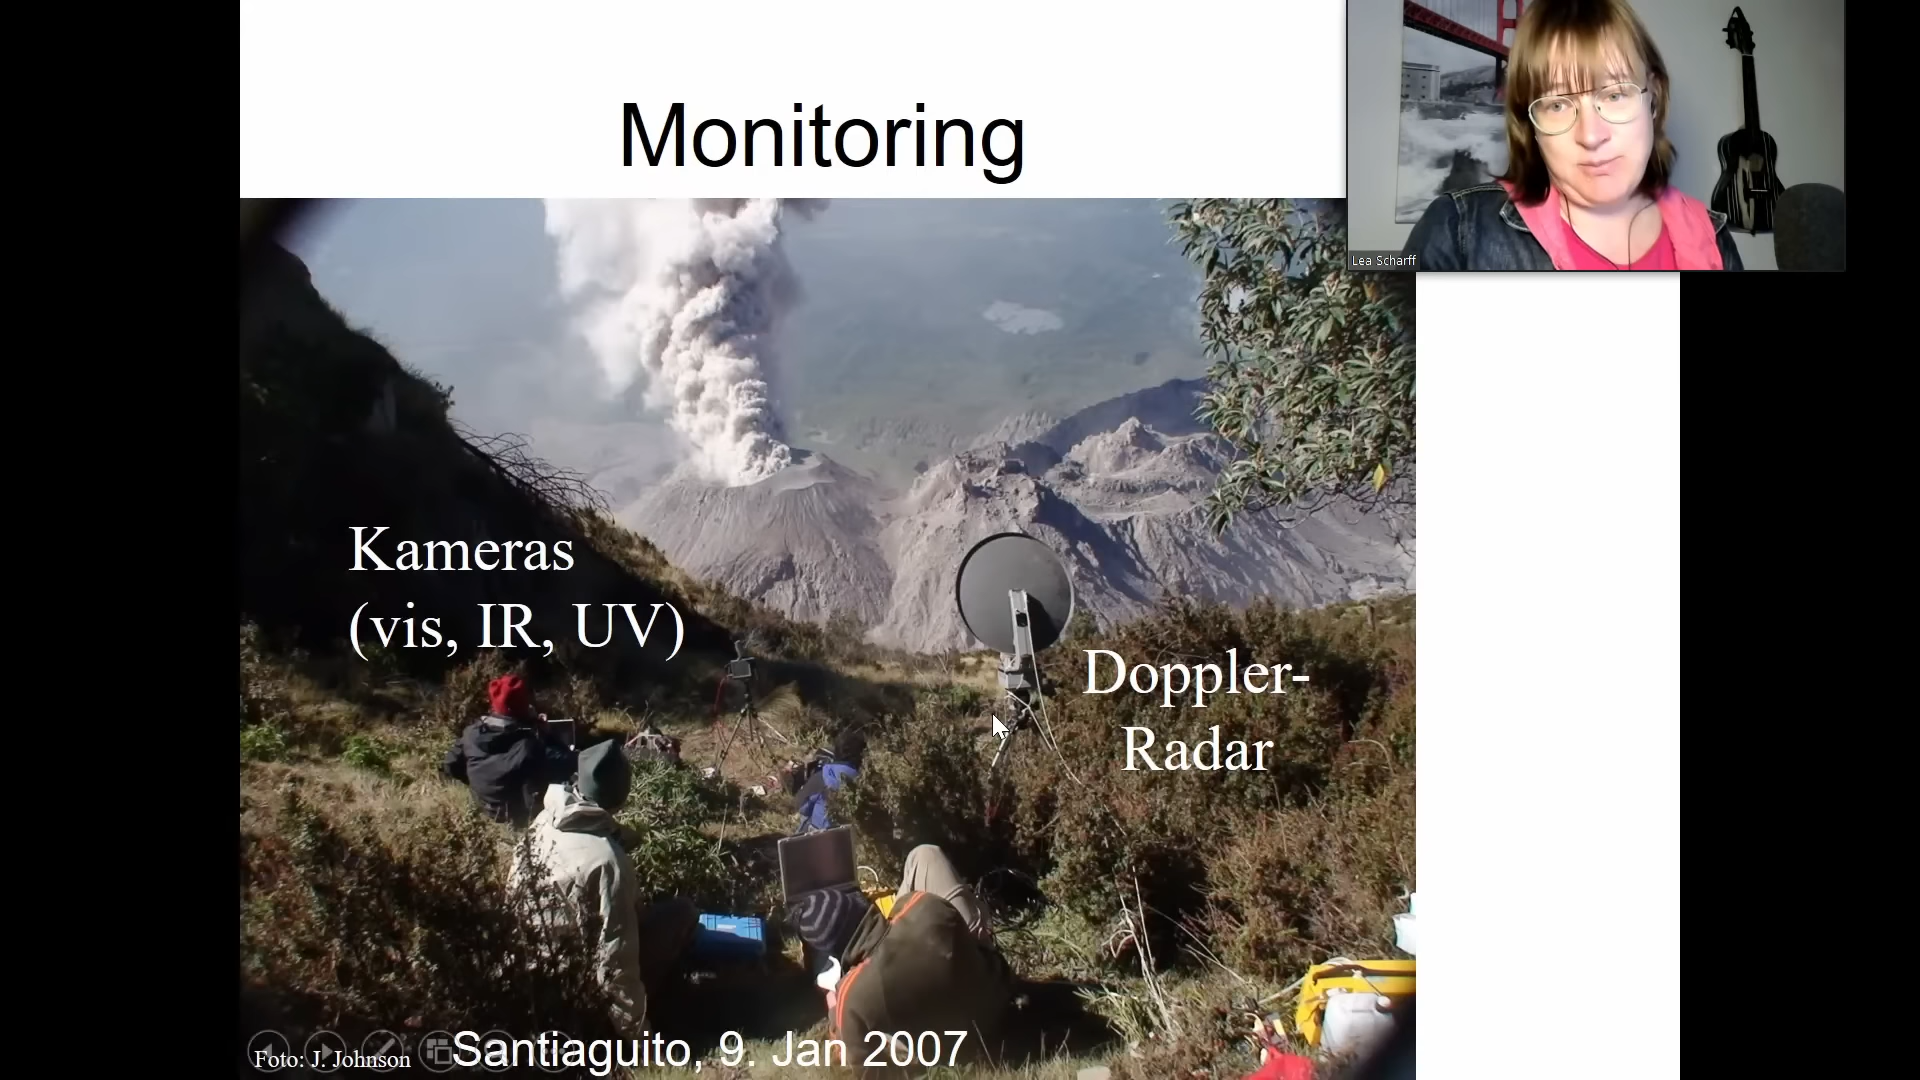 Monitoring
Lea Scharff
Kameras
(vis, IR, UV)
Doppler-
Radar
Foto: J. Johnson
Santiaguito, 9. Jan 2007